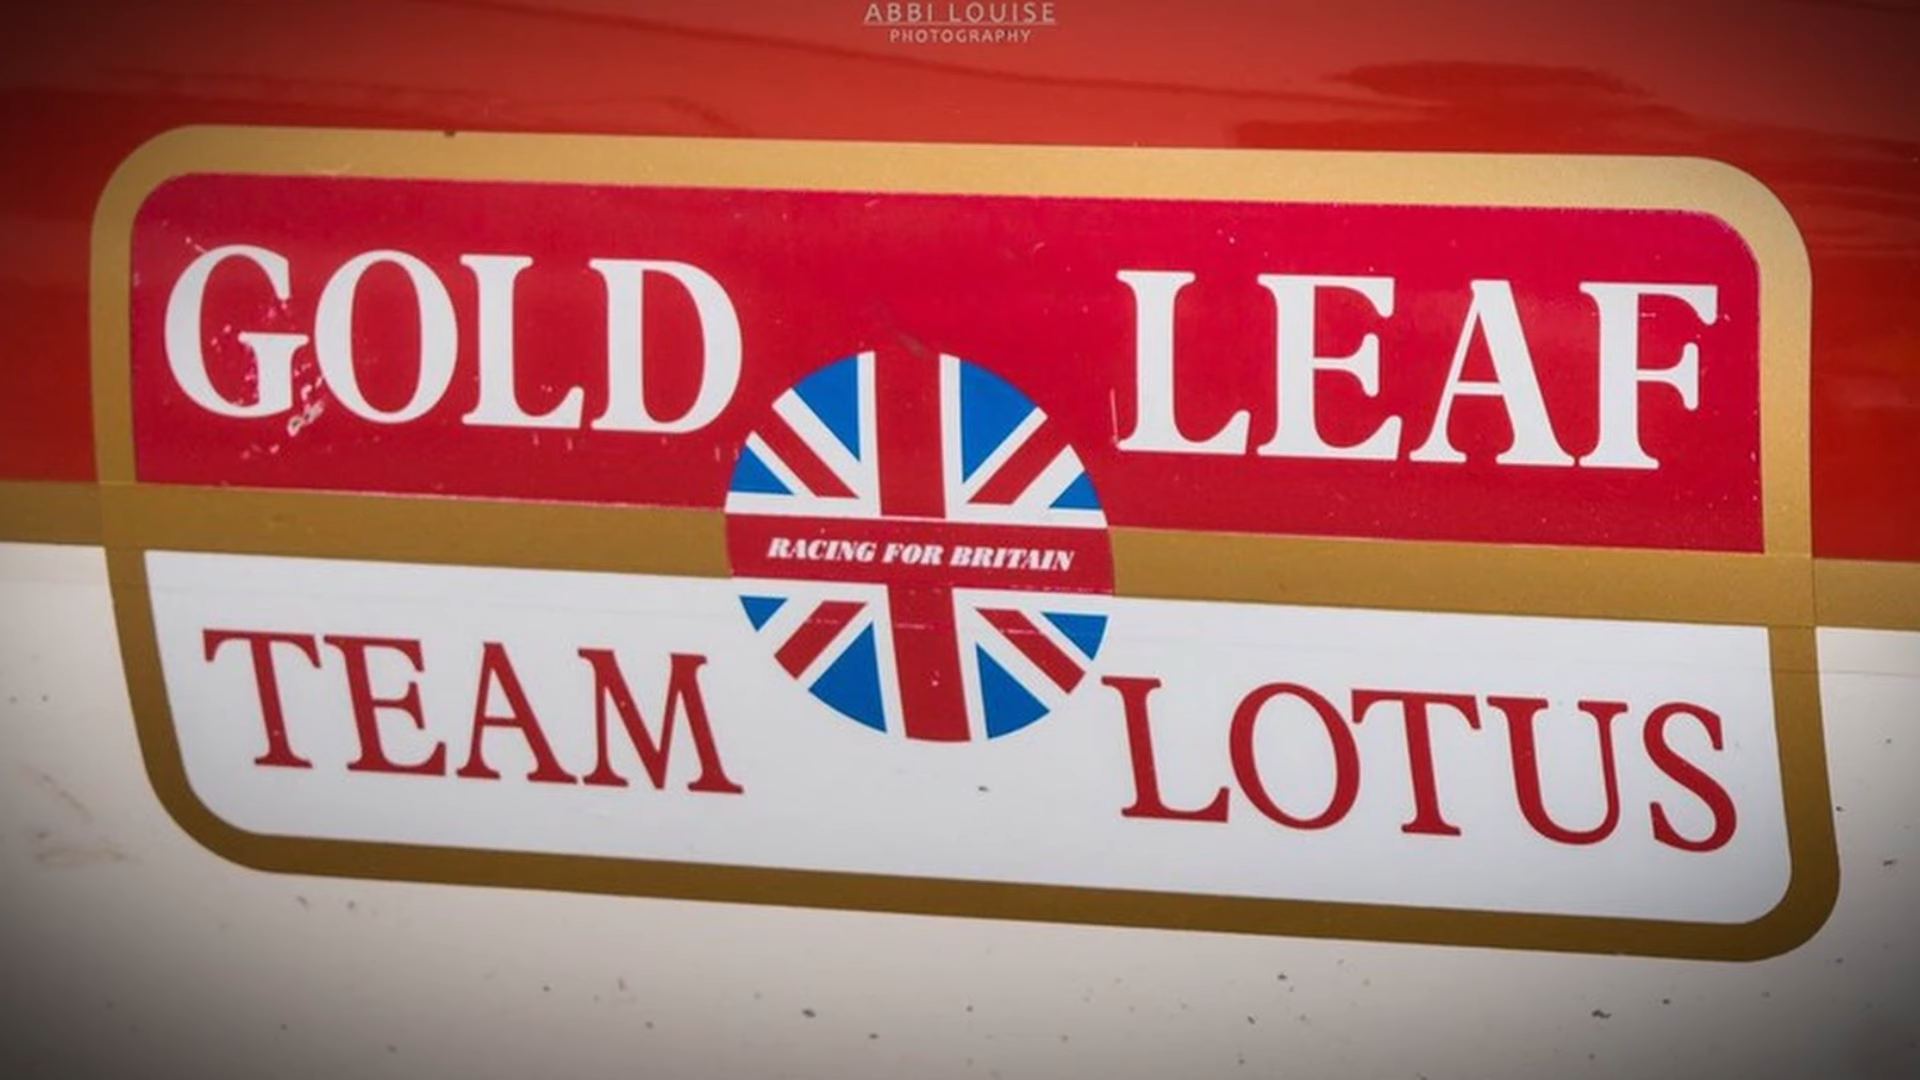 ABBI LOUISE
PHOTOGRAPHY
GOLD LEAF
RACING FOR BRITAIN
TEAM LOTUS